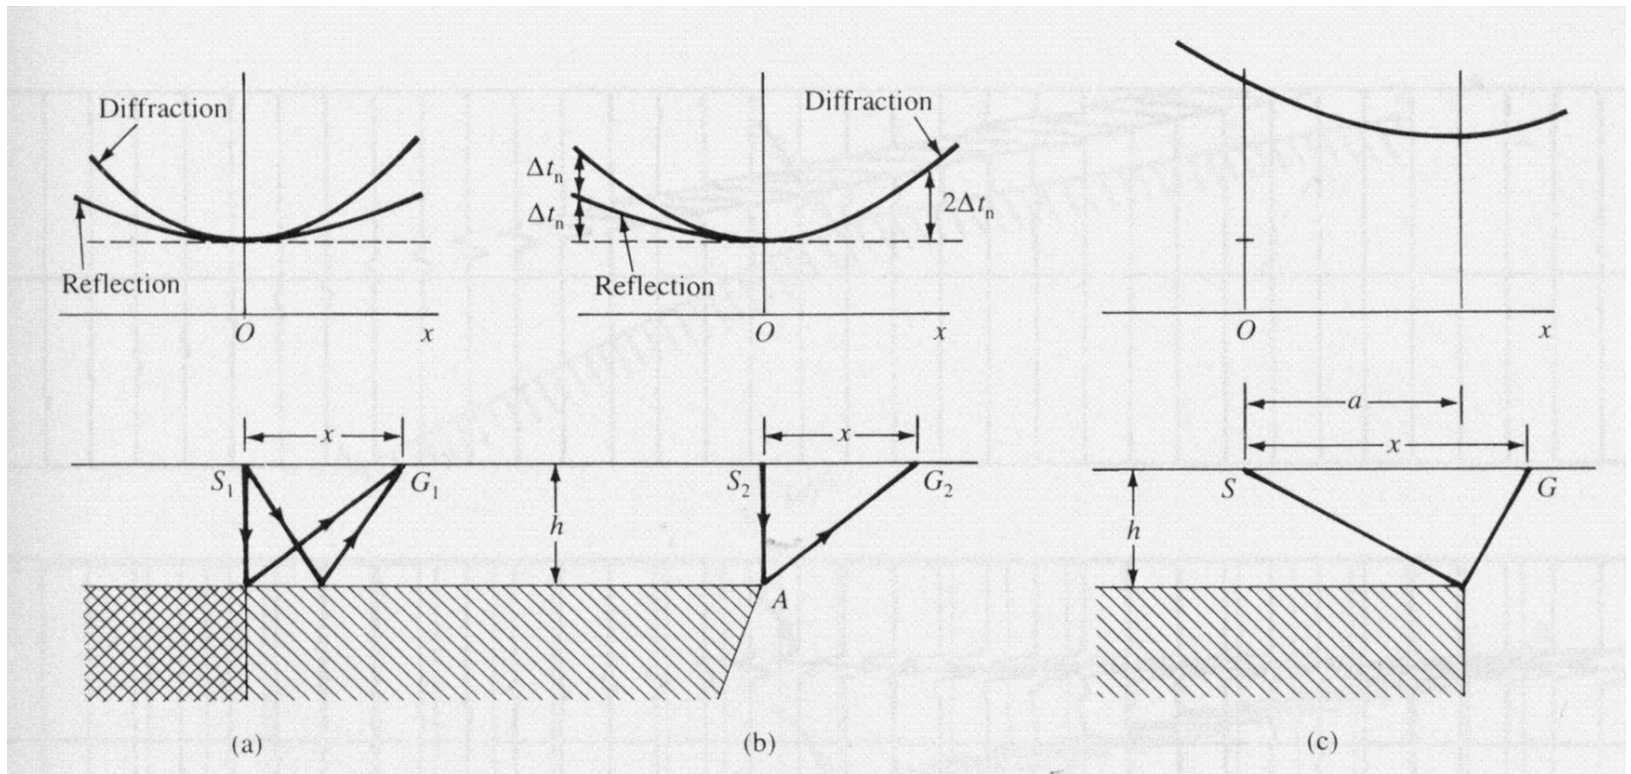 Diffraction
Reflection
O
x
Diffraction
Δtₙ
Δtₙ
2Δtₙ
Reflection
O
x
O
x
x
S₁
G₁
h
x
S₂
G₂
A
a
x
S
G
h
(a)
(b)
(c)